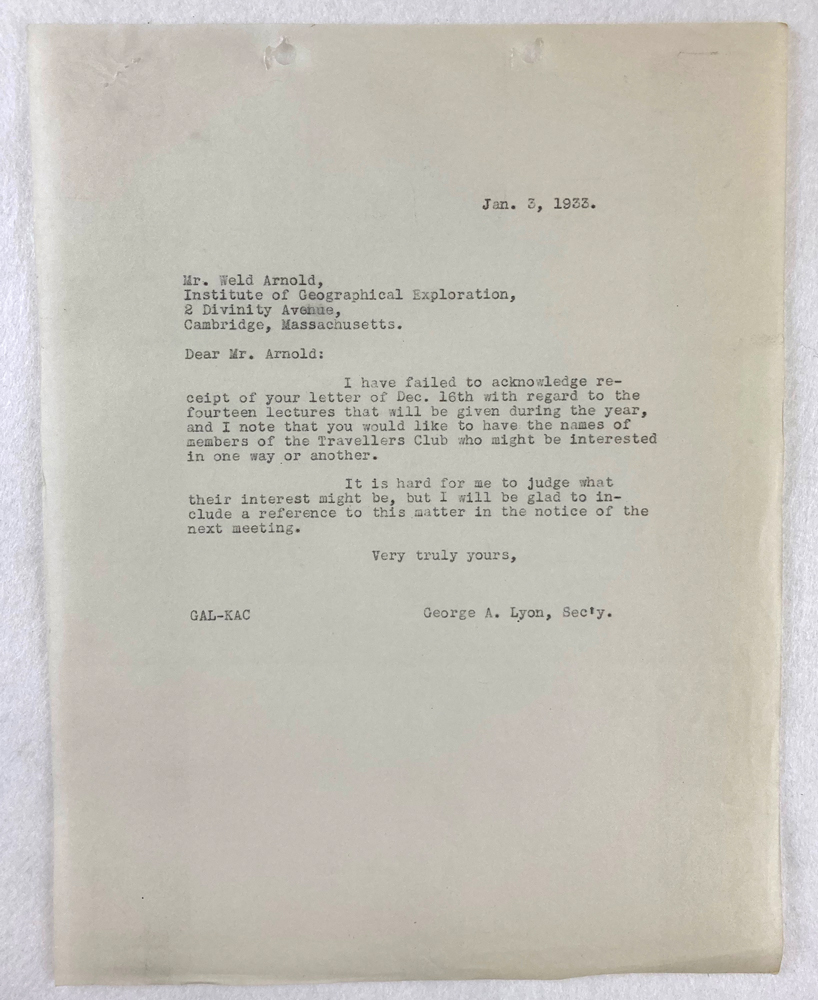 Jan. 3, 1933.
Mr. Weld Arnold,
Institute of Geographical Exploration,
2 Divinity Avenue,
Cambridge, Massachusetts.
Dear Mr. Arnold:
I have failed to acknowledge re-
ceipt of your letter of Dec. 16th with regard to the
fourteen lectures that will be given during the year,
and I note that you would like to have the names of
members of the Travellers Club who might be interested
in one way or another.
It is hard for me to judge what
their interest might be, but I will be glad to in-
clude a reference to this matter in the notice of the
next meeting.
Very truly yours,
GAL-KAC George A. Lyon, Sec'y.